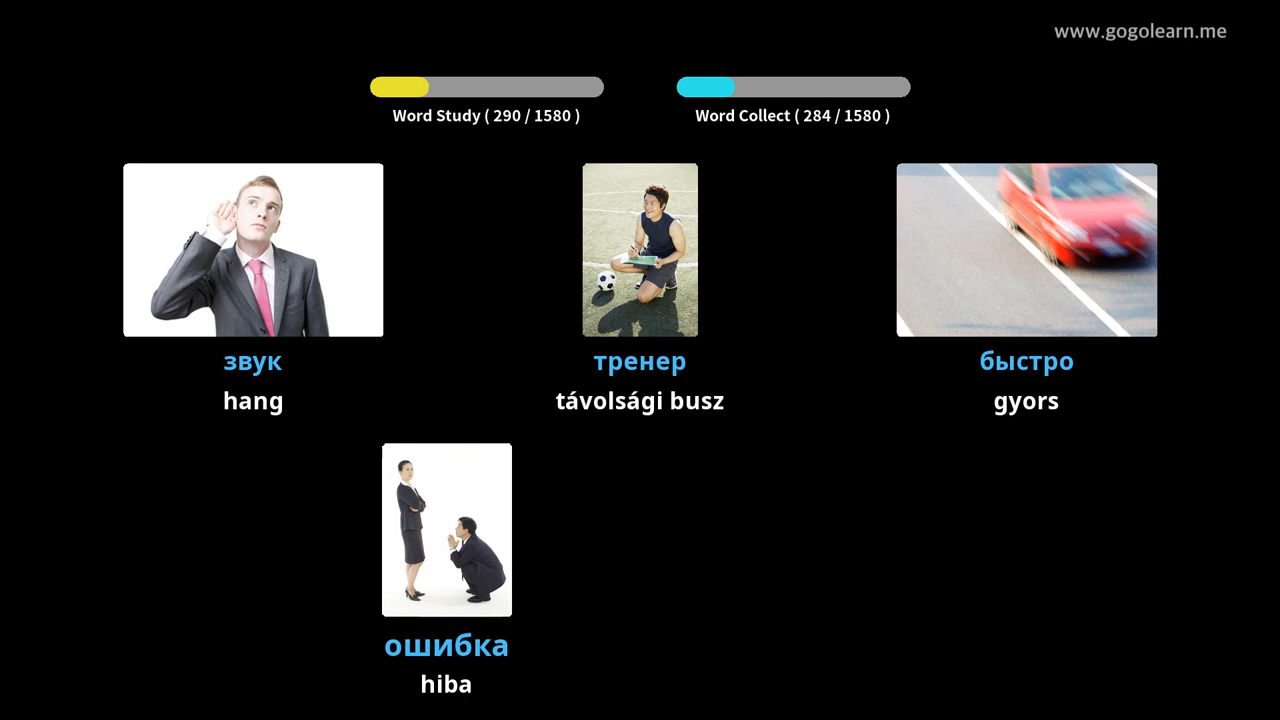 www.gogolearn.me
Word Study ( 290 / 1580 )
Word Collect ( 284 / 1580 )
звук
hang
тренер
távolsági busz
быстро
gyors
ошибка
hiba